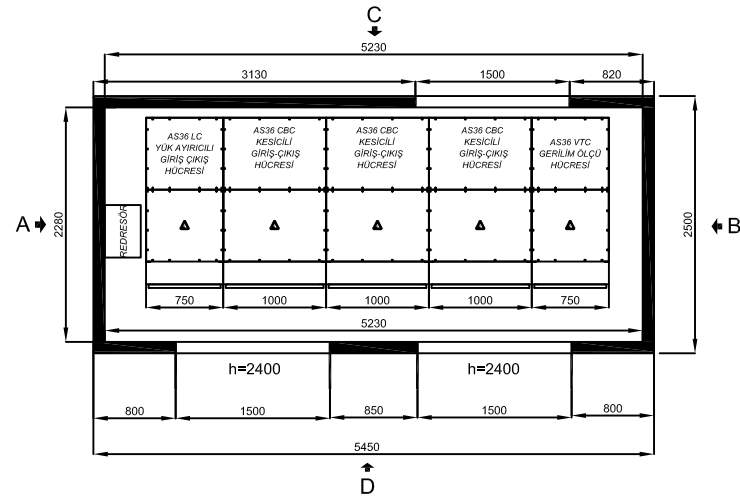 C
5230
3130
1500
820
AS36 LC
YÜK AYIRICILI
GİRİŞ ÇIKIŞ
HÜCRESİ
AS36 CBC
KESİCİLİ
GİRİŞ-ÇIKIŞ
HÜCRESİ
AS36 CBC
KESİCİLİ
GİRİŞ-ÇIKIŞ
HÜCRESİ
AS36 CBC
KESİCİLİ
GİRİŞ-ÇIKIŞ
HÜCRESİ
AS36 VTC
GERİLİM ÖLÇÜ
HÜCRESİ
A
2280
REDRESÖR
2500
B
750
1000
1000
1000
750
5230
h=2400
h=2400
800
1500
850
1500
800
5450
D